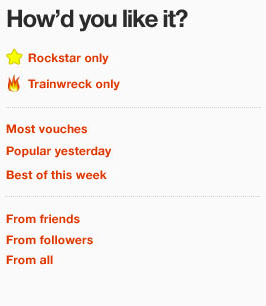 How'd you like it?
Rockstar only
Trainwreck only
Most vouches
Popular yesterday
Best of this week
From friends
From followers
From all